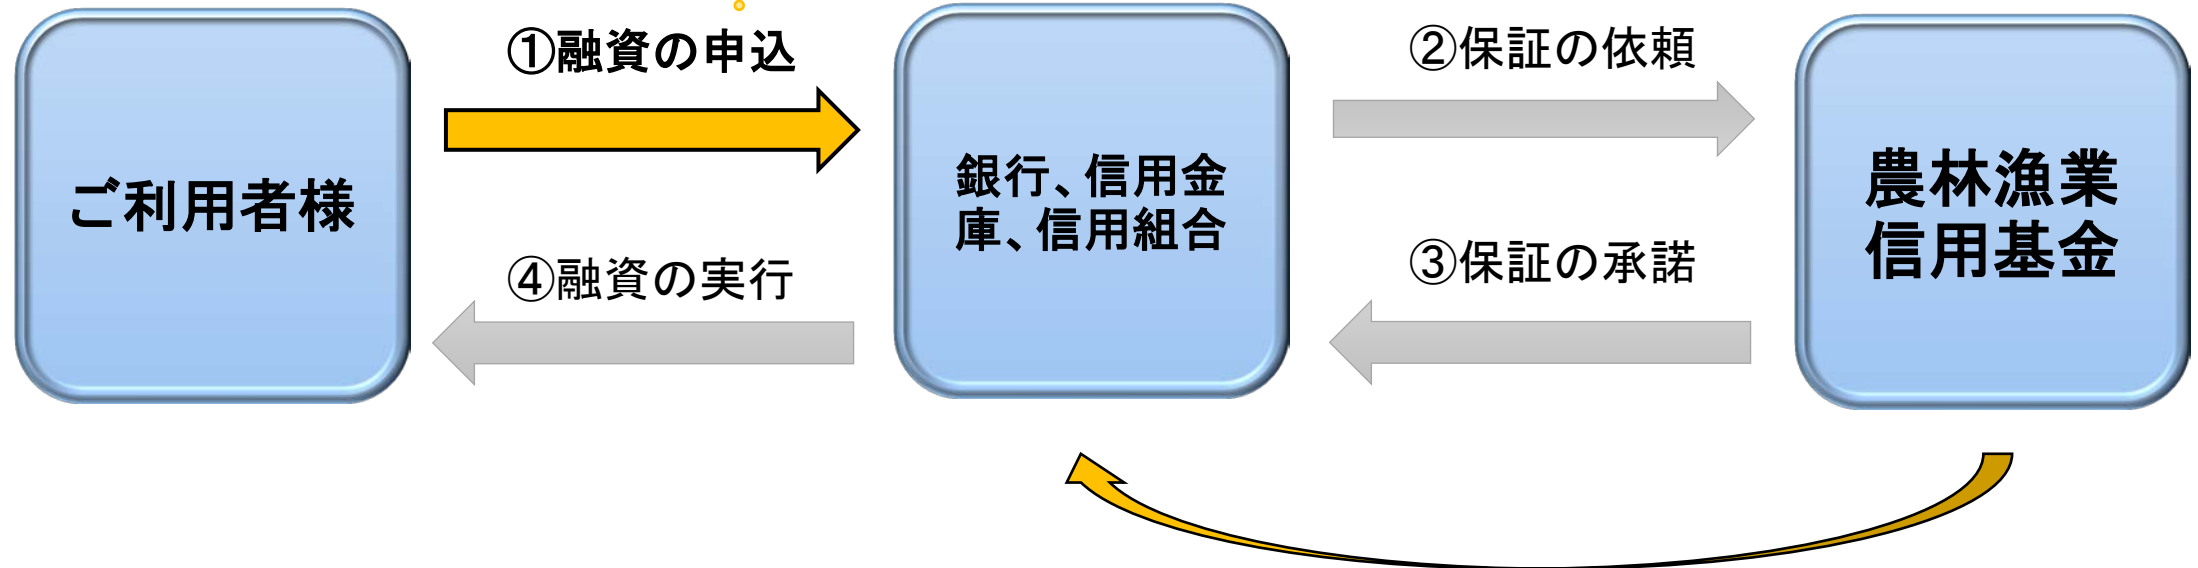 ①融資の申込
②保証の依頼
ご利用者様
銀行、信用金
庫、信用組合
農林漁業
信用基金
④融資の実行
③保証の承諾